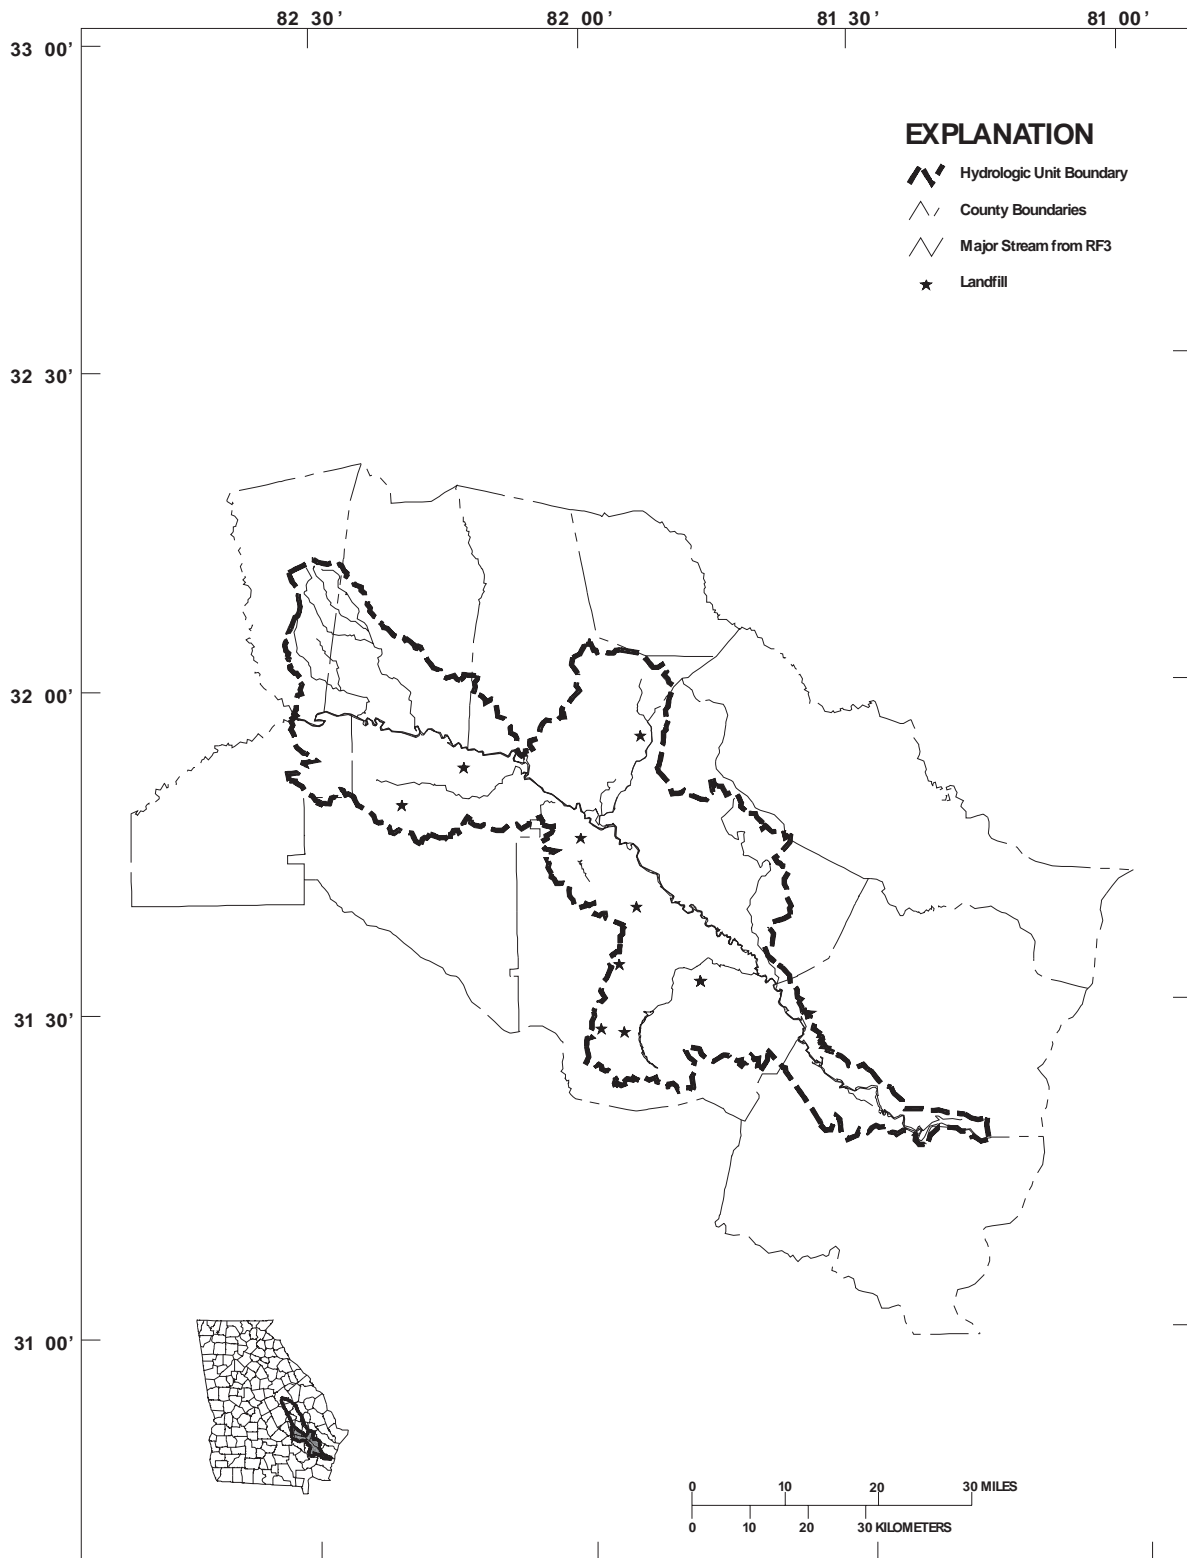 82 30' 82 00' 81 30' 81 00'
33 00'
EXPLANATION
Hydrologic Unit Boundary
County Boundaries
Major Stream from RF3
Landfill
32 30'
32 00'
31 30'
31 00'
0 10 20 30 MILES
0 10 20 30 KILOMETERS